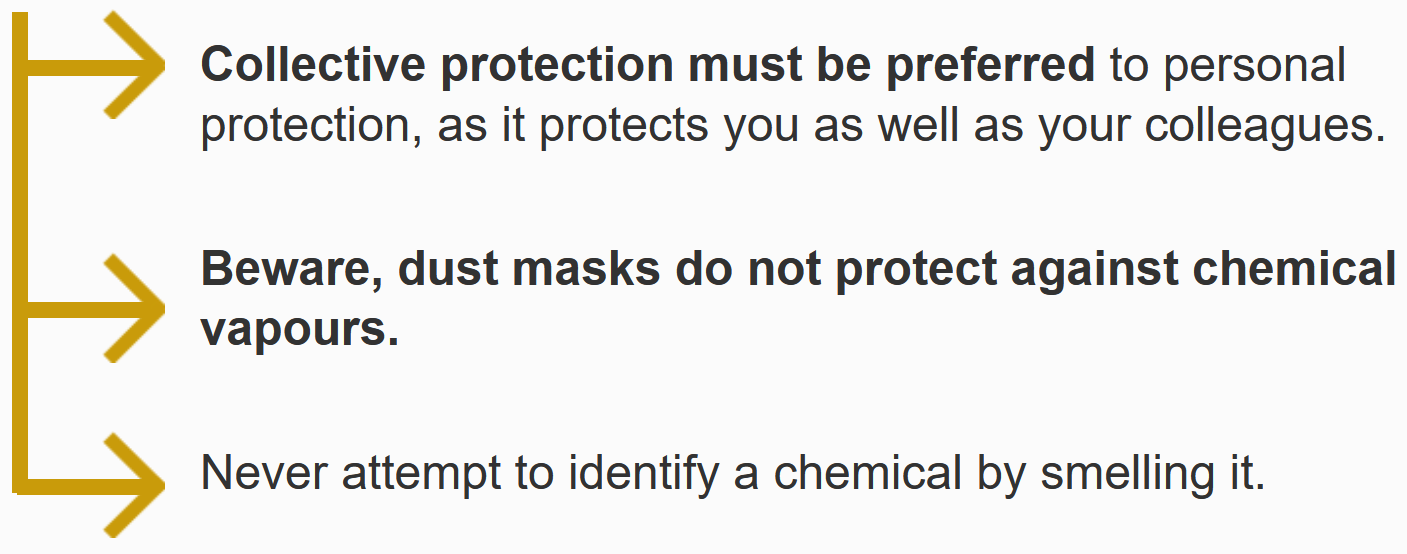 Collective protection must be preferred to personal
protection, as it protects you as well as your colleagues.
Beware, dust masks do not protect against chemical
vapours.
Never attempt to identify a chemical by smelling it.